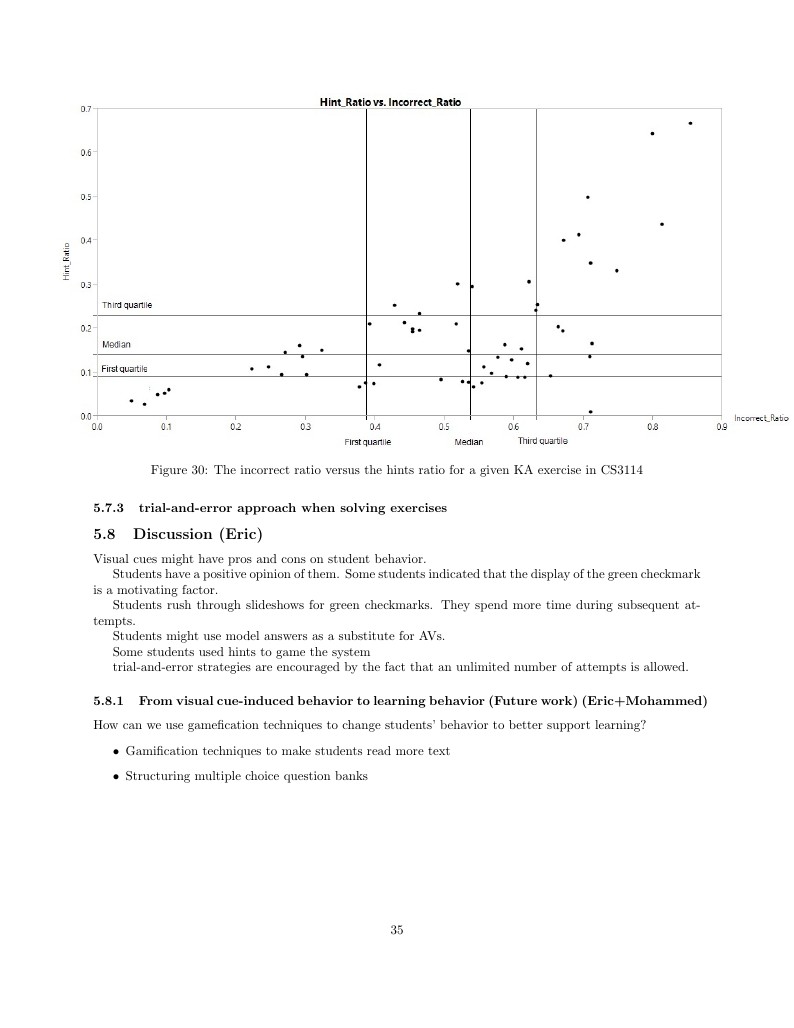 Hint_Ratio vs. Incorrect_Ratio
0.7
0.6
0.5
0.4
0.3
0.2
0.1
0.0
Hint_Ratio
Third quartile
Median
First quartile
0.0 0.1 0.2 0.3 0.4 0.5 0.6 0.7 0.8 0.9
Incorrect_Ratio
First quartile Median Third quartile
Figure 30: The incorrect ratio versus the hints ratio for a given KA exercise in CS3114
5.7.3 trial-and-error approach when solving exercises
5.8 Discussion (Eric)
Visual cues might have pros and cons on student behavior.
Students have a positive opinion of them. Some students indicated that the display of the green checkmark
is a motivating factor.
Students rush through slideshows for green checkmarks. They spend more time during subsequent at-
tempts.
Students might use model answers as a substitute for AVs.
Some students used hints to game the system
trial-and-error strategies are encouraged by the fact that an unlimited number of attempts is allowed.
5.8.1 From visual cue-induced behavior to learning behavior (Future work) (Eric+Mohammed)
How can we use gamefication techniques to change students' behavior to better support learning?
• Gamification techniques to make students read more text
• Structuring multiple choice question banks
35